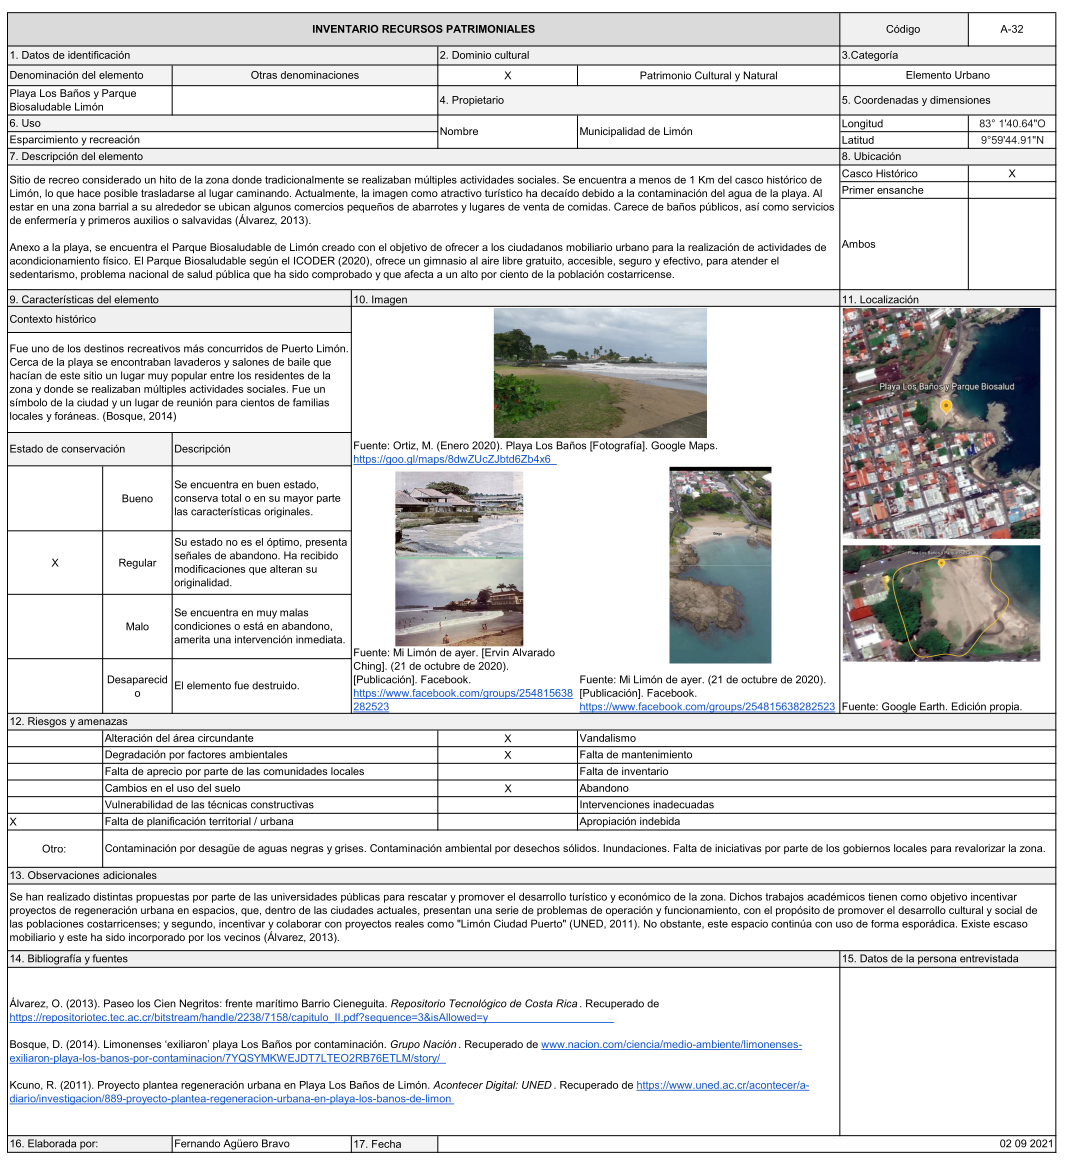 INVENTARIO RECURSOS PATRIMONIALES
Código
A-32
1. Datos de identificación
2. Dominio cultural
3.Categoría
Denominación del elemento
Otras denominaciones
X
Patrimonio Cultural y Natural
Elemento Urbano
Playa Los Baños y Parque
Biosaludable Limón
4. Propietario
5. Coordenadas y dimensiones
6. Uso
Nombre
Municipalidad de Limón
Longitud
83° 1'40.64"O
Esparcimiento y recreación
Latitud
9°59'44.91"N
7. Descripción del elemento
8. Ubicación
Sitio de recreo considerado un hito de la zona donde tradicionalmente se realizaban múltiples actividades sociales. Se encuentra a menos de 1 Km del casco histórico de
Limón, lo que hace posible trasladarse al lugar caminando. Actualmente, la imagen como atractivo turístico ha decaído debido a la contaminación del agua de la playa. Al
estar en una zona barrial a su alrededor se ubican algunos comercios pequeños de abarrotes y lugares de venta de comidas. Carece de baños públicos, así como servicios
de enfermería y primeros auxilios o salvavidas (Álvarez, 2013).
Anexo a la playa, se encuentra el Parque Biosaludable de Limón creado con el objetivo de ofrecer a los ciudadanos mobiliario urbano para la realización de actividades de
acondicionamiento físico. El Parque Biosaludable según el ICODER (2020), ofrece un gimnasio al aire libre gratuito, accesible, seguro y efectivo, para atender el
sedentarismo, problema nacional de salud pública que ha sido comprobado y que afecta a un alto por ciento de la población costarricense.
Casco Histórico
X
Primer ensanche
Ambos
9. Características del elemento
10. Imagen
11. Localización
Contexto histórico
Fue uno de los destinos recreativos más concurridos de Puerto Limón.
Cerca de la playa se encontraban lavaderos y salones de baile que
hacían de este sitio un lugar muy popular entre los residentes de la
zona y donde se realizaban múltiples actividades sociales. Fue un
símbolo de la ciudad y un lugar de reunión para cientos de familias
locales y foráneas. (Bosque, 2014)
Estado de conservación
Descripción
Bueno
Se encuentra en buen estado,
conserva total o en su mayor parte
las características originales.
X
Regular
Su estado no es el óptimo, presenta
señales de abandono. Ha recibido
modificaciones que alteran su
originalidad.
Malo
Se encuentra en muy malas
condiciones o está en abandono,
amerita una intervención inmediata.
Desaparecid
o
El elemento fue destruido.
Fuente: Ortiz, M. (Enero 2020). Playa Los Baños [Fotografía]. Google Maps.
https://goo.gl/maps/8dwZUcZJbtd6Zb4x6
Fuente: Mi Limón de ayer. [Ervin Alvarado
Ching]. (21 de octubre de 2020).
[Publicación]. Facebook.
https://www.facebook.com/groups/254815638
282523
Fuente: Mi Limón de ayer. (21 de octubre de 2020).
[Publicación]. Facebook.
https://www.facebook.com/groups/254815638282523
Playa Los Baños y Parque Biosalud
Fuente: Google Earth. Edición propia.
12. Riesgos y amenazas
Alteración del área circundante
X
Vandalismo
Degradación por factores ambientales
X
Falta de mantenimiento
Falta de aprecio por parte de las comunidades locales
Falta de inventario
Cambios en el uso del suelo
X
Abandono
Vulnerabilidad de las técnicas constructivas
Intervenciones inadecuadas
X
Falta de planificación territorial / urbana
Apropiación indebida
Otro:
Contaminación por desagüe de aguas negras y grises. Contaminación ambiental por desechos sólidos. Inundaciones. Falta de iniciativas por parte de los gobiernos locales para revalorizar la zona.
13. Observaciones adicionales
Se han realizado distintas propuestas por parte de las universidades públicas para rescatar y promover el desarrollo turístico y económico de la zona. Dichos trabajos académicos tienen como objetivo incentivar
proyectos de regeneración urbana en espacios, que, dentro de las ciudades actuales, presentan una serie de problemas de operación y funcionamiento, con el propósito de promover el desarrollo cultural y social de
las poblaciones costarricenses; y segundo, incentivar y colaborar con proyectos reales como "Limón Ciudad Puerto" (UNED, 2011). No obstante, este espacio continúa con uso de forma esporádica. Existe escaso
mobiliario y este ha sido incorporado por los vecinos (Álvarez, 2013).
14. Bibliografía y fuentes
15. Datos de la persona entrevistada
Álvarez, O. (2013). Paseo los Cien Negritos: frente marítimo Barrio Cieneguita. Repositorio Tecnológico de Costa Rica. Recuperado de
https://repositoriotec.tec.ac.cr/bitstream/handle/2238/7158/capitulo_II.pdf?sequence=3&isAllowed=y
Bosque, D. (2014). Limonenses 'exiliaron' playa Los Baños por contaminación. Grupo Nación. Recuperado de www.nacion.com/ciencia/medio-ambiente/limonenses-
exiliaron-playa-los-banos-por-contaminacion/7YQSYMKWEJDT7LTEO2RB76ETLM/story/
Kcuno, R. (2011). Proyecto plantea regeneración urbana en Playa Los Baños de Limón. Acontecer Digital: UNED. Recuperado de https://www.uned.ac.cr/acontecer/a-
diario/investigacion/889-proyecto-plantea-regeneracion-urbana-en-playa-los-banos-de-limon
16. Elaborada por:
Fernando Agüero Bravo
17. Fecha
02 09 2021